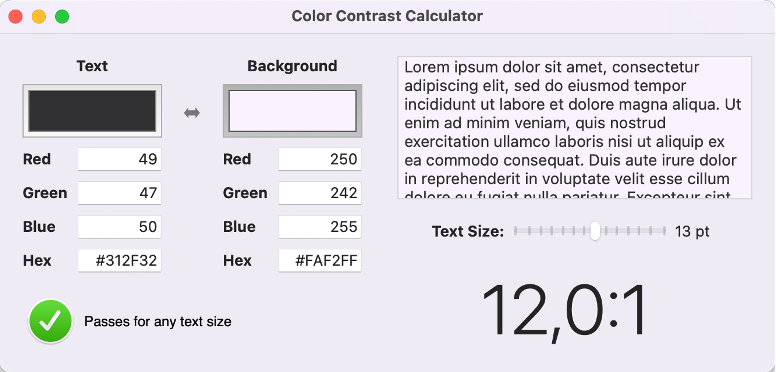 Color Contrast Calculator
Text
Background
Red 49
Red 250
Green 47
Green 242
Blue 50
Blue 255
Hex #312F32
Hex #FAF2FF
Passes for any text size
Lorem ipsum dolor sit amet, consectetur
adipiscing elit, sed do eiusmod tempor
incididunt ut labore et dolore magna aliqua. Ut
enim ad minim veniam, quis nostrud
exercitation ullamco laboris nisi ut aliquip ex
ea commodo consequat. Duis aute irure dolor
in reprehenderit in voluptate velit esse cillum
dolore eu fugiat nulla pariatur. Excepteur sint
Text Size: 13 pt
12,0:1